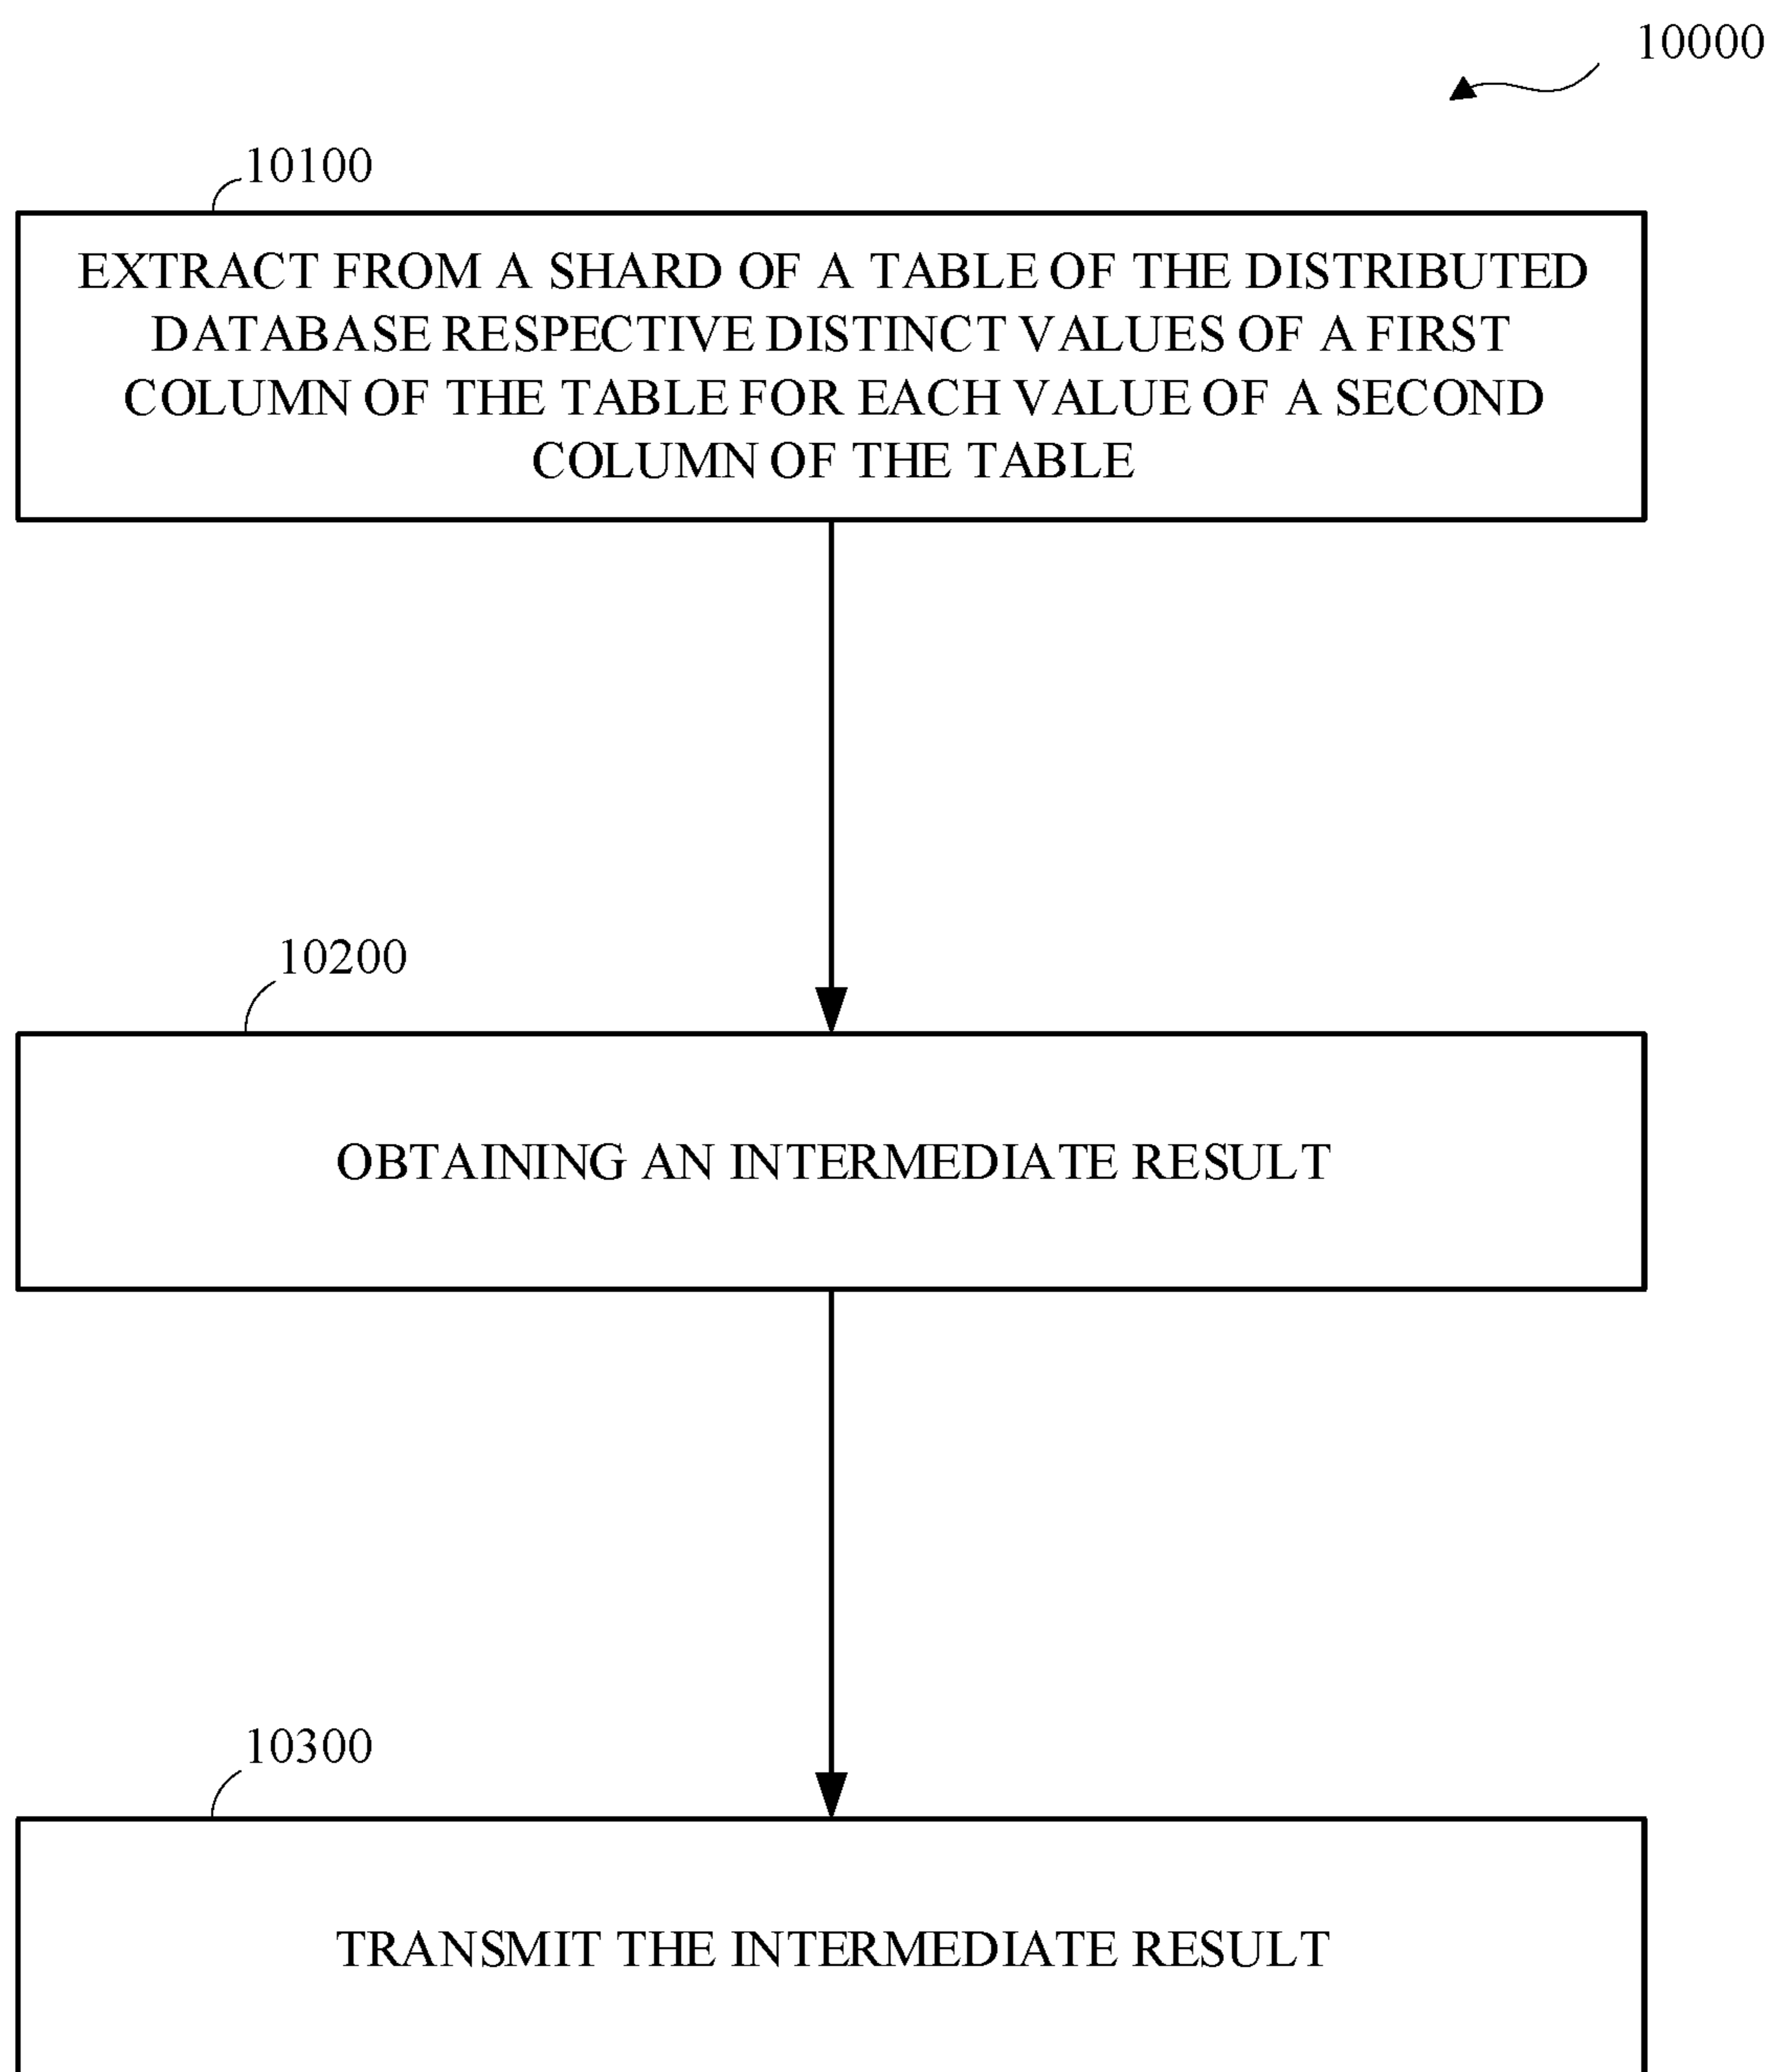 10000
10100
EXTRACT FROM A SHARD OF A TABLE OF THE DISTRIBUTED
DATABASE RESPECTIVE DISTINCT VALUES OF A FIRST
COLUMN OF THE TABLE FOR EACH VALUE OF A SECOND
COLUMN OF THE TABLE
10200
OBTAINING AN INTERMEDIATE RESULT
10300
TRANSMIT THE INTERMEDIATE RESULT